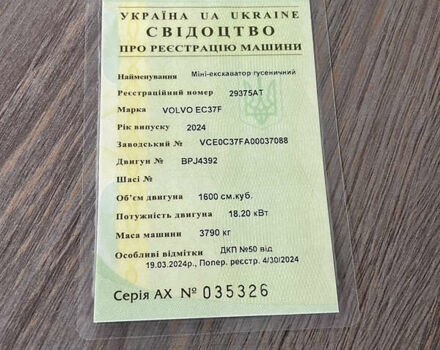 УКРАЇНА UA UKRAINE
СВІДОЦТВО
ПРО РЕЄСТРАЦІЮ МАШИНИ
Найменування Міні-екскаватор гусеничний
Реєстраційний номер 29375АТ
Марка VOLVO EC37F
Рік випуску 2024
Заводський № VCE0C37FA00037088
Двигун № BPJ4392
Шасі №
Об'єм двигуна 1600 см.куб.
Потужність двигуна 18.20 кВт
Маса машини 3790 кг
Особливі відмітки ДКП №50 від
19.03.2024р., Попер. реєстр. 4/30/2024
Серія АХ № 035326